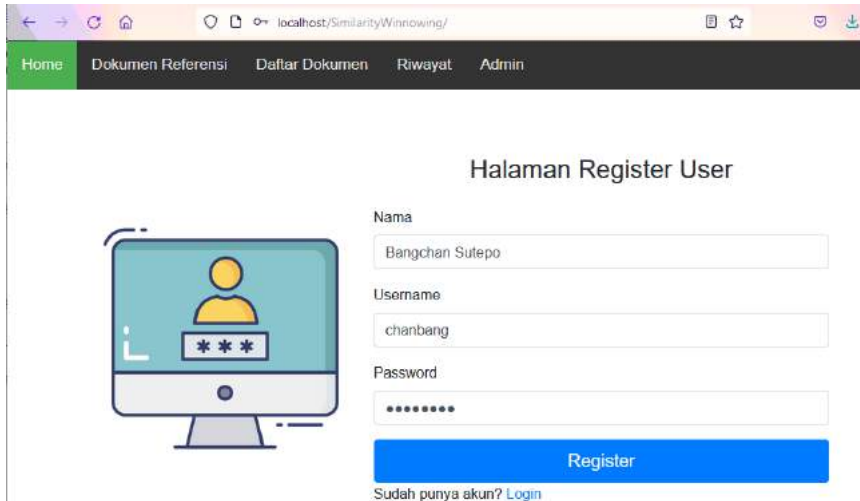 localhost/SimilarityWinnowing/
Home Dokumen Referensi Daftar Dokumen Riwayat Admin
Halaman Register User
Nama
Bangchan Sutepo
Username
chanbang
* * *
Password
••••••••
Register
Sudah punya akun? Login